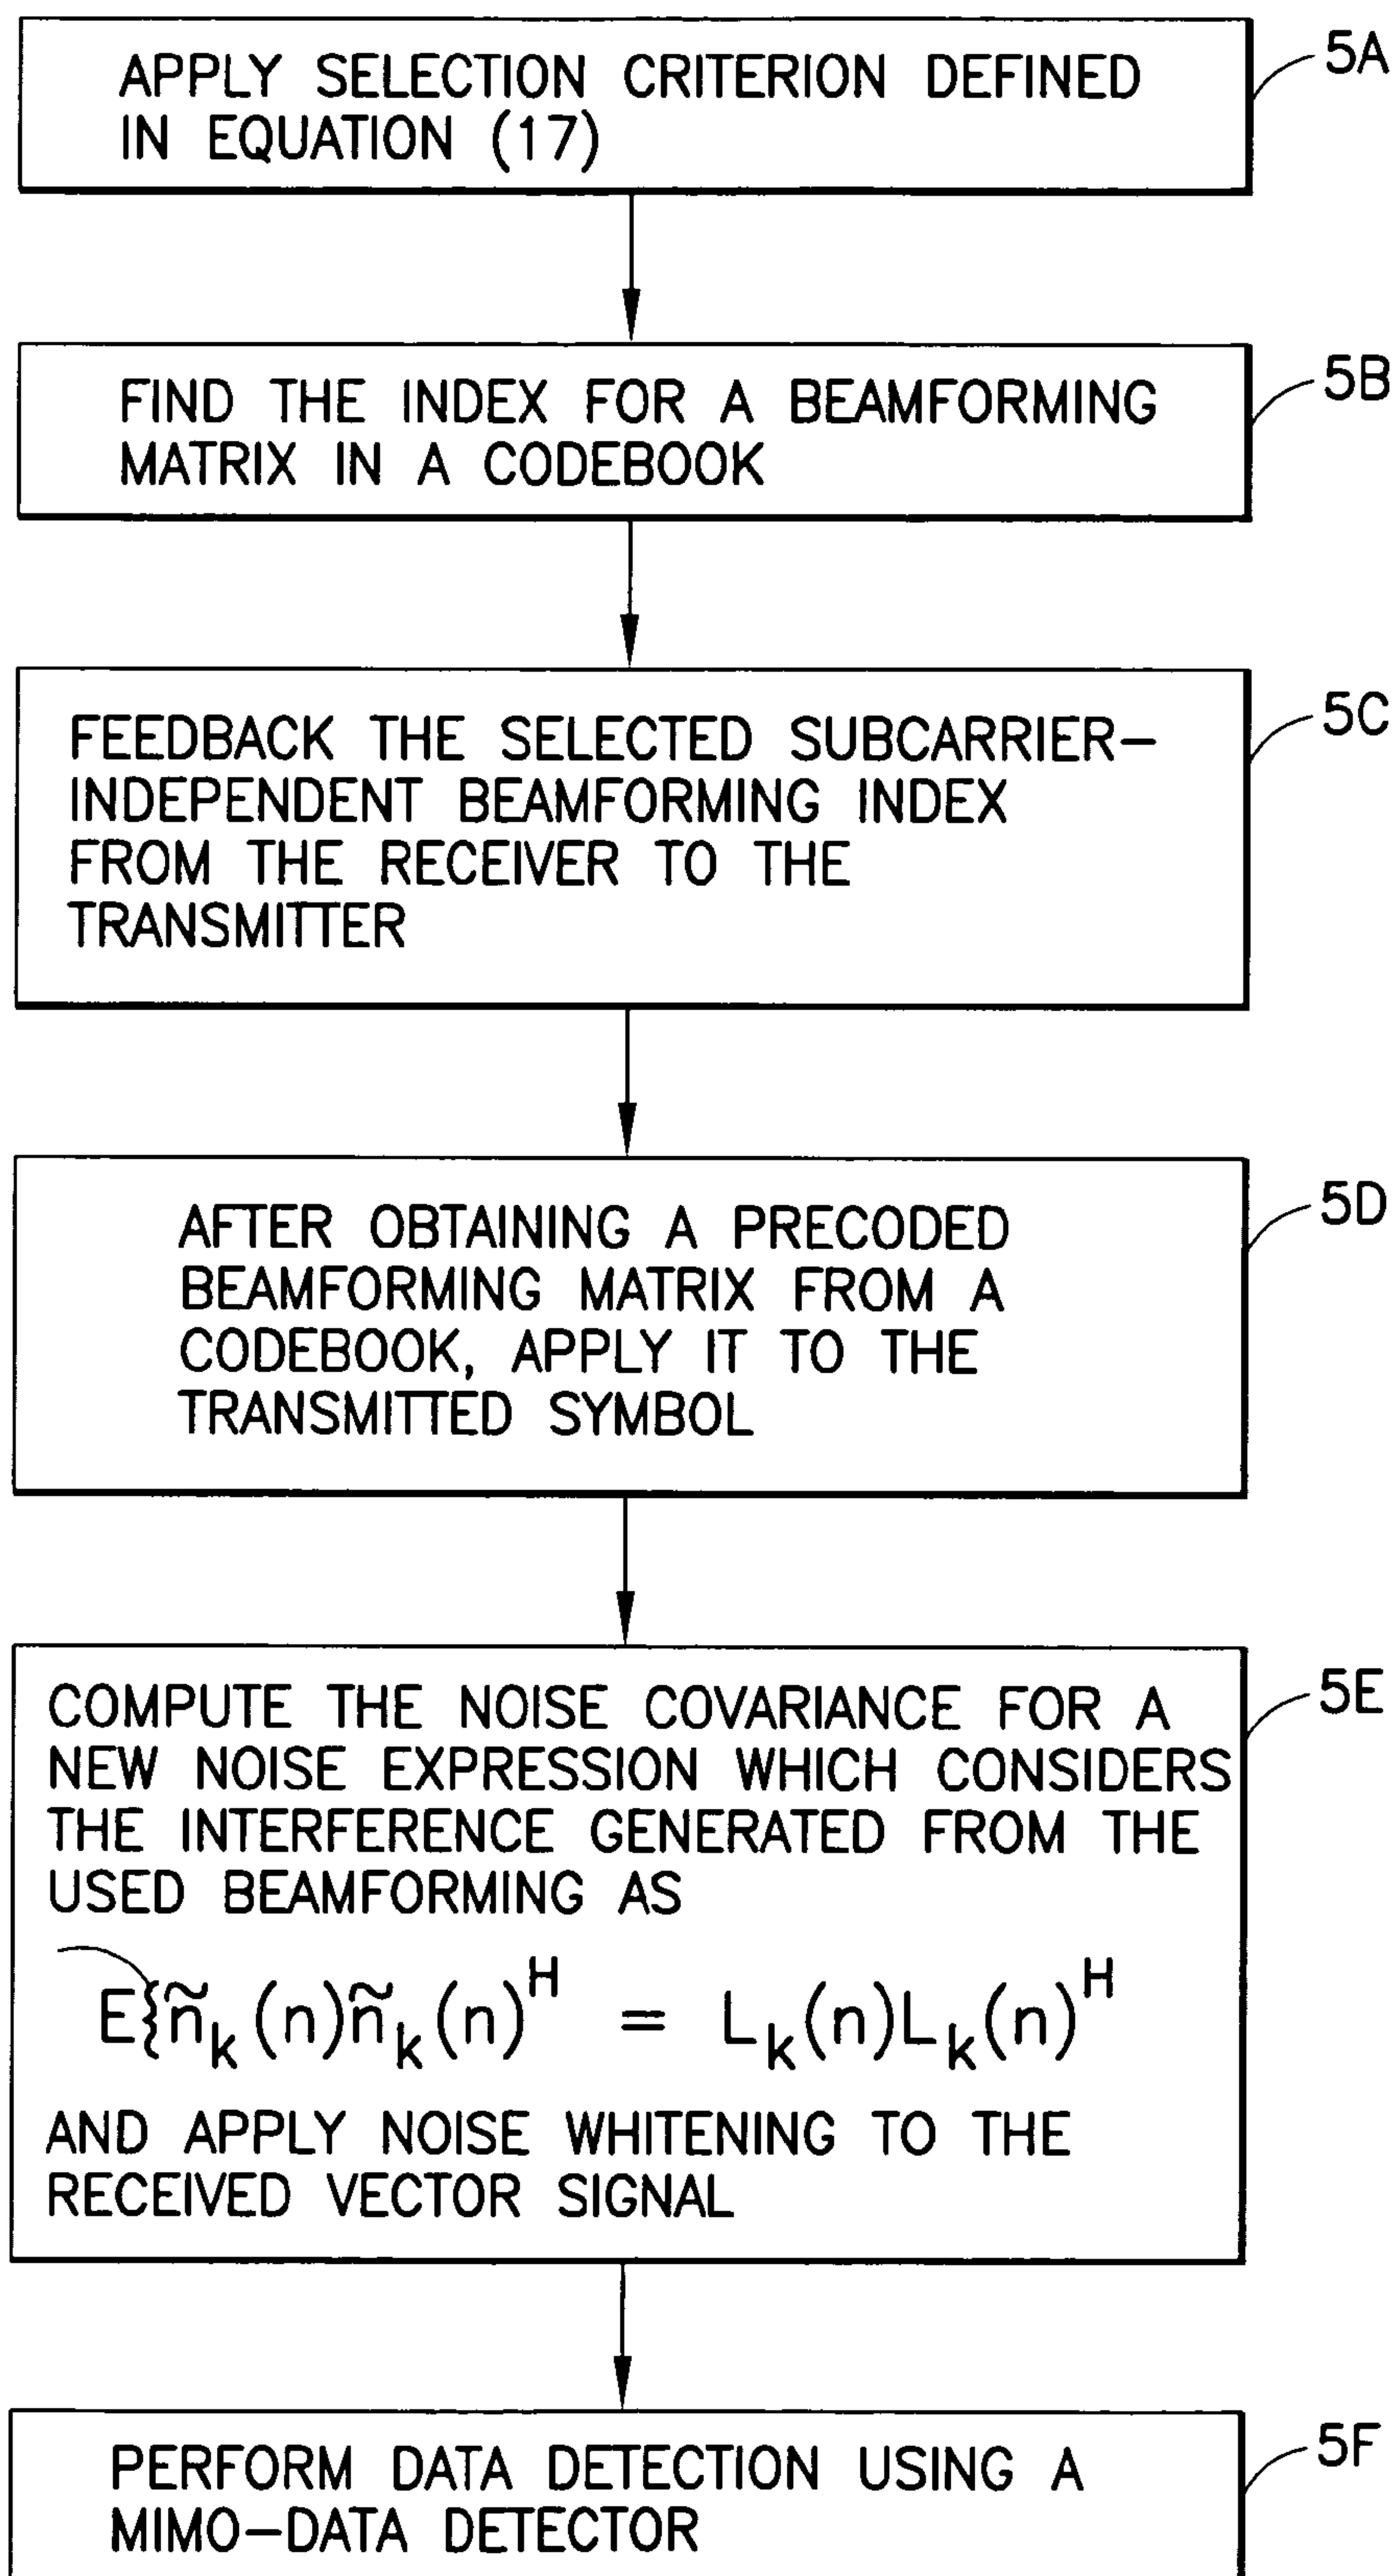 APPLY SELECTION CRITERION DEFINED
IN EQUATION (17)
5A
FIND THE INDEX FOR A BEAMFORMING
MATRIX IN A CODEBOOK
5B
FEEDBACK THE SELECTED SUBCARRIER–
INDEPENDENT BEAMFORMING INDEX
FROM THE RECEIVER TO THE
TRANSMITTER
5C
AFTER OBTAINING A PRECODED
BEAMFORMING MATRIX FROM A
CODEBOOK, APPLY IT TO THE
TRANSMITTED SYMBOL
5D
COMPUTE THE NOISE COVARIANCE FOR A
NEW NOISE EXPRESSION WHICH CONSIDERS
THE INTERFERENCE GENERATED FROM THE
USED BEAMFORMING AS
E{ñₖ(n)ñₖ(n)ᴴ = Lₖ(n)Lₖ(n)ᴴ
AND APPLY NOISE WHITENING TO THE
RECEIVED VECTOR SIGNAL
5E
PERFORM DATA DETECTION USING A
MIMO–DATA DETECTOR
5F